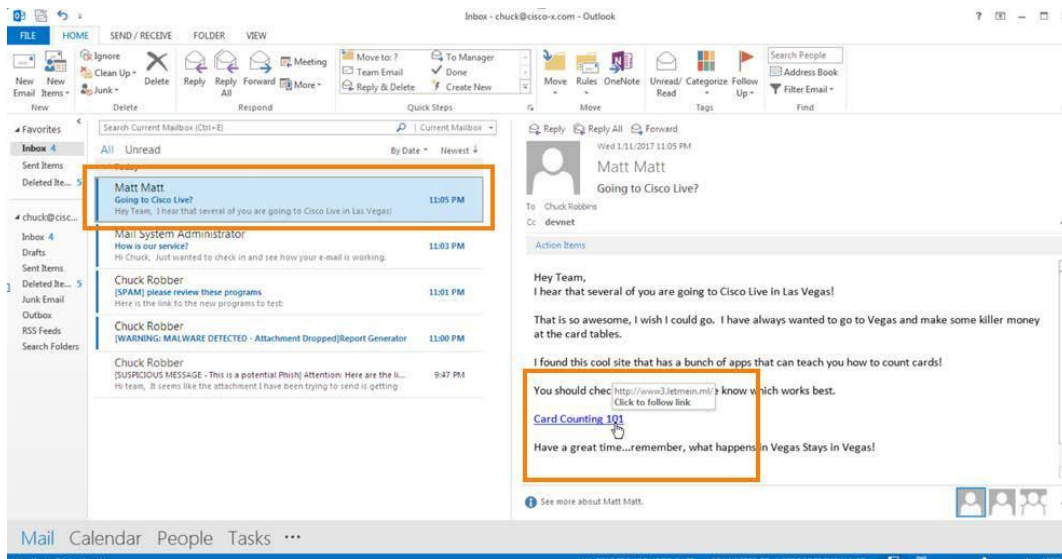 Inbox - chuck@cisco-x.com - Outlook
FILE HOME SEND / RECEIVE FOLDER VIEW
New Email
New Items
New
Ignore
Clean Up
Junk
Delete
Delete
Reply
Reply All
Forward
Meeting
More
Respond
Move to: ?
Team Email
Reply & Delete
To Manager
Done
Create New
Quick Steps
Move
Rules
OneNote
Move
Unread/ Read
Categorize
Follow Up
Tags
Search People
Address Book
Filter Email
Find
Favorites
Inbox 4
Sent Items
Deleted Ite... 5
chuck@cisc...
Inbox 4
Drafts
Sent Items
Deleted Ite... 5
Junk Email
Outbox
RSS Feeds
Search Folders
Search Current Mailbox (Ctrl+E) Current Mailbox
All Unread By Date Newest
Matt Matt
Going to Cisco Live? 11:05 PM
Hey Team, I hear that several of you are going to Cisco Live in Las Vegas!
Mail System Administrator
How is our service? 11:03 PM
Hi Chuck, Just wanted to check in and see how your e-mail is working.
Chuck Robber
[SPAM] please review these programs 11:01 PM
Here is the link to the new programs to test:
Chuck Robber
[WARNING: MALWARE DETECTED - Attachment Dropped]Report Generator 11:00 PM
Chuck Robber
[SUSPICIOUS MESSAGE - This is a potential Phish] Attention: Here are the li... 9:47 PM
Hi team, It seems like the attachment I have been trying to send is getting
Reply Reply All Forward
Wed 1/11/2017 11:05 PM
Matt Matt
Going to Cisco Live?
To Chuck Robbins
Cc devnet
Action Items
Hey Team,
I hear that several of you are going to Cisco Live in Las Vegas!
That is so awesome, I wish I could go. I have always wanted to go to Vegas and make some killer money
at the card tables.
I found this cool site that has a bunch of apps that can teach you how to count cards!
You should chec know which works best.
http://www3.letmein.ml/
Click to follow link
Card Counting 101
Have a great time...remember, what happens in Vegas Stays in Vegas!
See more about Matt Matt.
Mail Calendar People Tasks ...